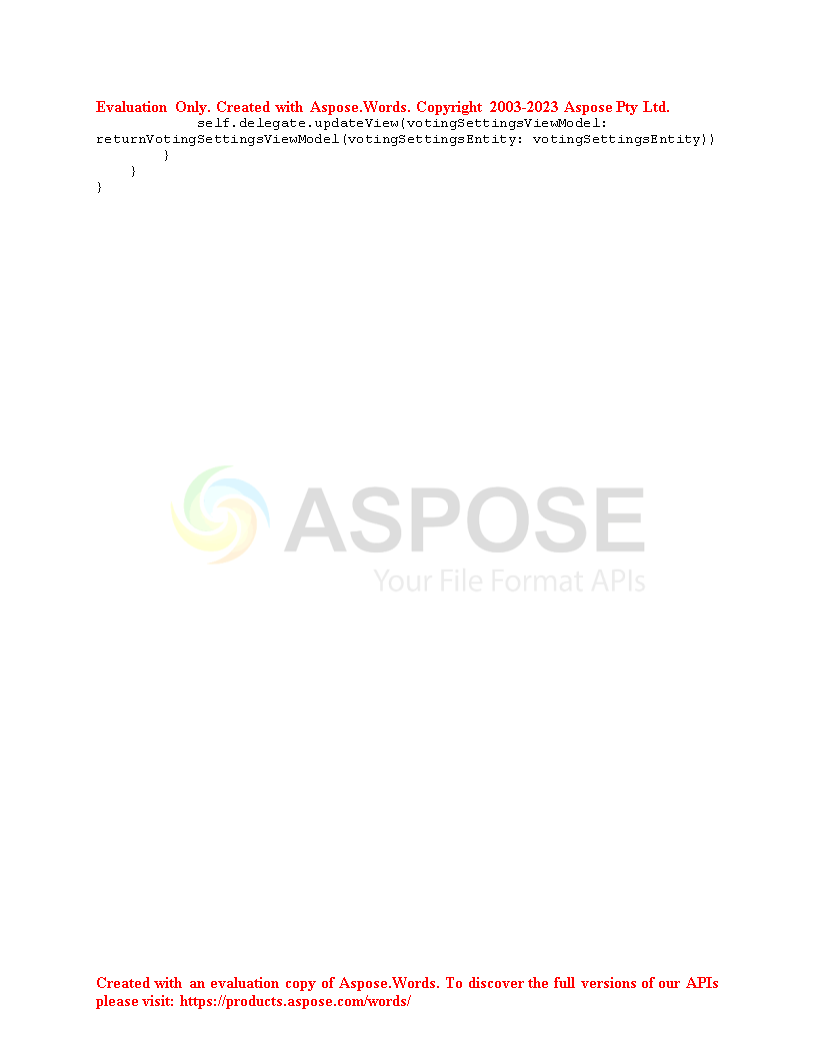 Evaluation Only. Created with Aspose.Words. Copyright 2003-2023 Aspose Pty Ltd.
            self.delegate.updateView(votingSettingsViewModel:
returnVotingSettingsViewModel(votingSettingsEntity: votingSettingsEntity))
        }
    }
}
ASPOSE
Your File Format APIs
Created with an evaluation copy of Aspose.Words. To discover the full versions of our APIs
please visit: https://products.aspose.com/words/